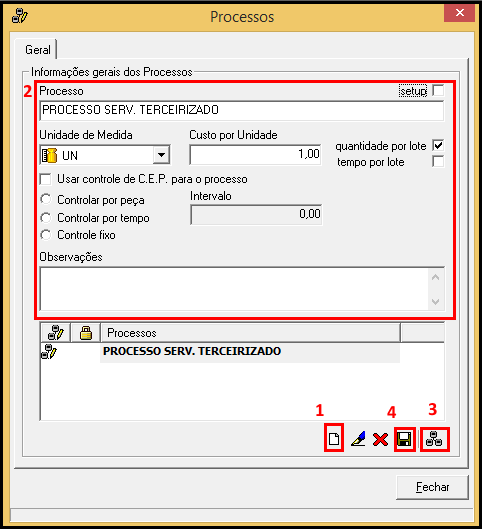 Processos
Geral
Informações gerais dos Processos
2
Processo
setup
PROCESSO SERV. TERCEIRIZADO
Unidade de Medida
Custo por Unidade
UN
1,00
quantidade por lote
tempo por lote
Usar controle de C.E.P. para o processo
Controlar por peça
Intervalo
Controlar por tempo
0,00
Controle fixo
Observações
Processos
PROCESSO SERV. TERCEIRIZADO
1
4
3
Fechar